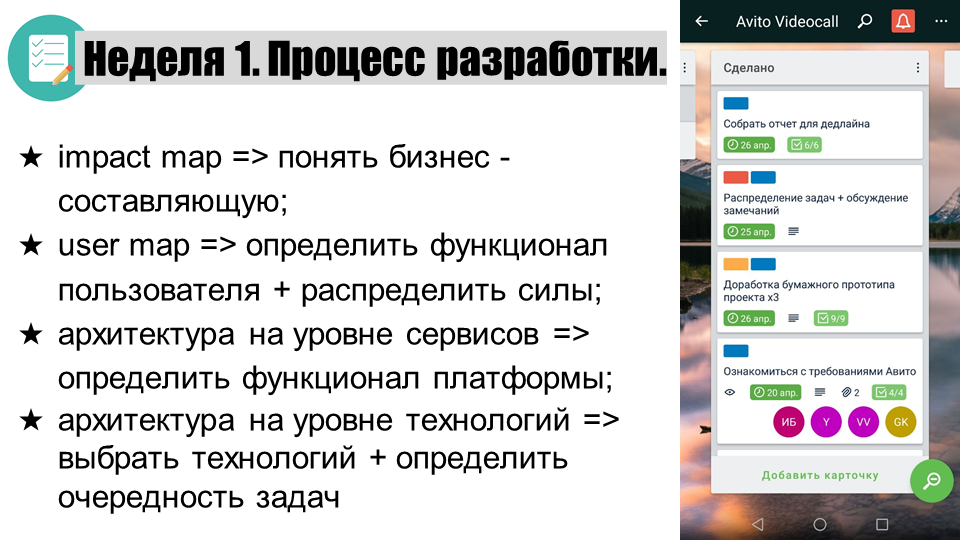 Неделя 1. Процесс разработки.
★ impact map => понять бизнес -
составляющую;
★ user map => определить функционал
пользователя + распределить силы;
★ архитектура на уровне сервисов =>
определить функционал платформы;
★ архитектура на уровне технологий =>
выбрать технологий + определить
очередность задач
Avito Videocall
Сделано
Собрать отчет для дедлайна
26 апр. 6/6
Распределение задач + обсуждение
замечаний
25 апр.
Доработка бумажного прототипа
проекта x3
26 апр. 9/9
Ознакомиться с требованиями Авито
20 апр. 2 4/4
ИБ Y VV GK
Добавить карточку